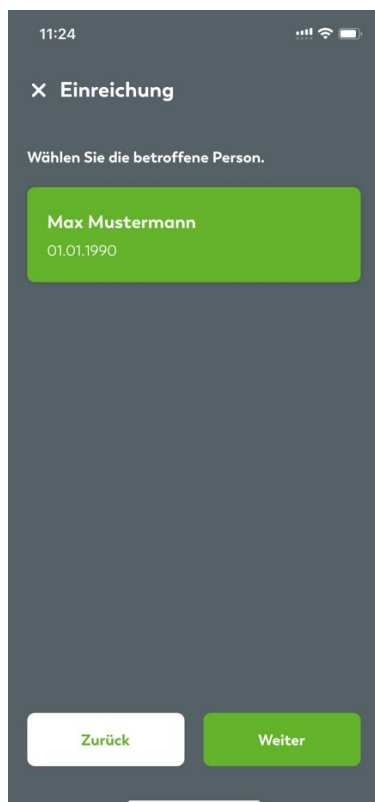 11:24
Einreichung
Wählen Sie die betroffene Person.
Max Mustermann
01.01.1990
Zurück
Weiter